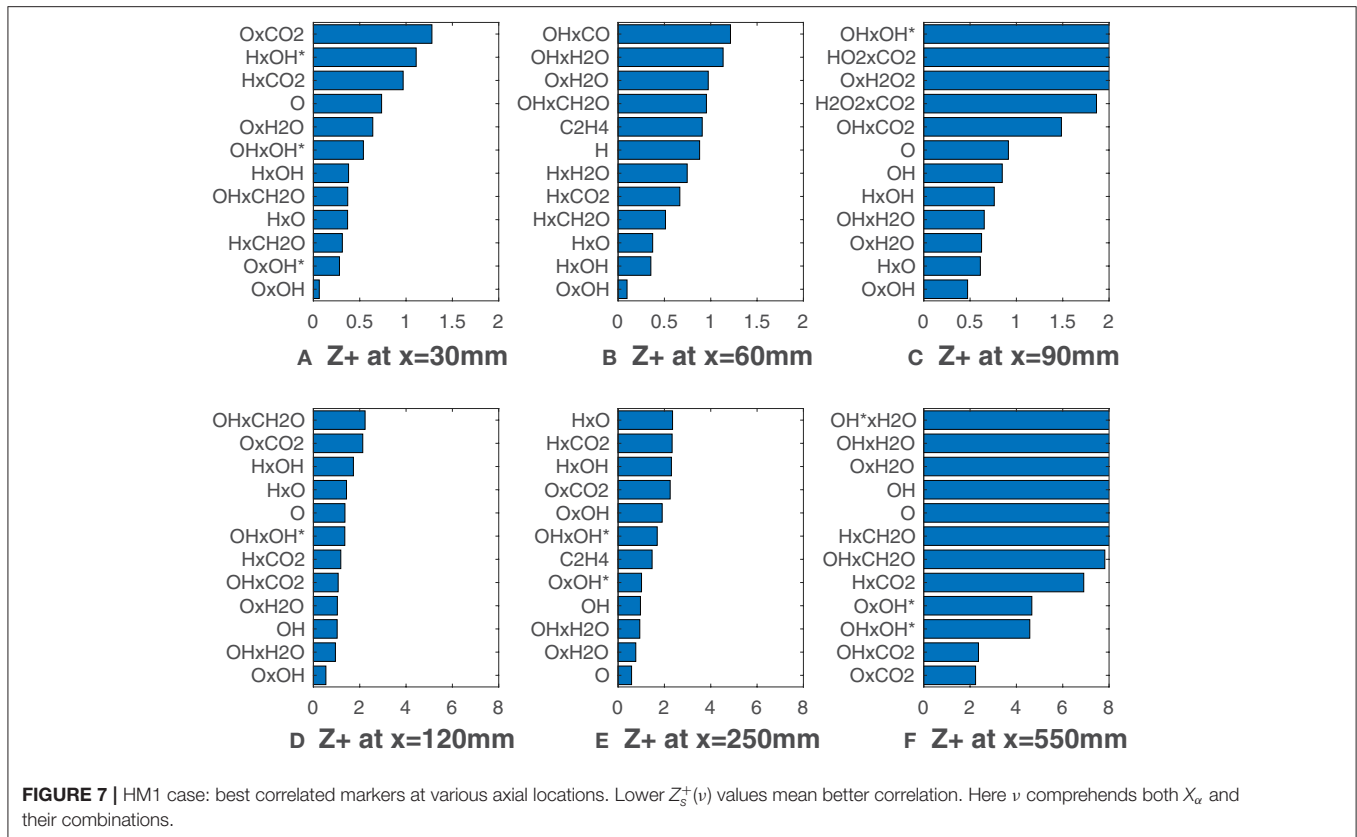 OxCO2
HxOH*
HxCO2
O
OxH2O
OHxOH*
HxOH
OHxCH2O
HxO
HxCH2O
OxOH*
OxOH
0 0.5 1 1.5 2
A Z+ at x=30mm
OHxCO
OHxH2O
OxH2O
OHxCH2O
C2H4
H
HxH2O
HxCO2
HxCH2O
HxO
HxOH
OxOH
0 0.5 1 1.5 2
B Z+ at x=60mm
OHxOH*
HO2xCO2
OxH2O2
H2O2xCO2
OHxCO2
O
OH
HxOH
OHxH2O
OxH2O
HxO
OxOH
0 0.5 1 1.5 2
C Z+ at x=90mm
OHxCH2O
OxCO2
HxOH
HxO
O
OHxOH*
HxCO2
OHxCO2
OxH2O
OH
OHxH2O
OxOH
0 2 4 6 8
D Z+ at x=120mm
HxO
HxCO2
HxOH
OxCO2
OxOH
OHxOH*
C2H4
OxOH*
OH
OHxH2O
OxH2O
O
0 2 4 6 8
E Z+ at x=250mm
OH*xH2O
OHxH2O
OxH2O
OH
O
HxCH2O
OHxCH2O
HxCO2
OxOH*
OHxOH*
OHxCO2
OxCO2
0 2 4 6 8
F Z+ at x=550mm
FIGURE 7 | HM1 case: best correlated markers at various axial locations. Lower Z_s^+(ν) values mean better correlation. Here ν comprehends both X_α and
their combinations.